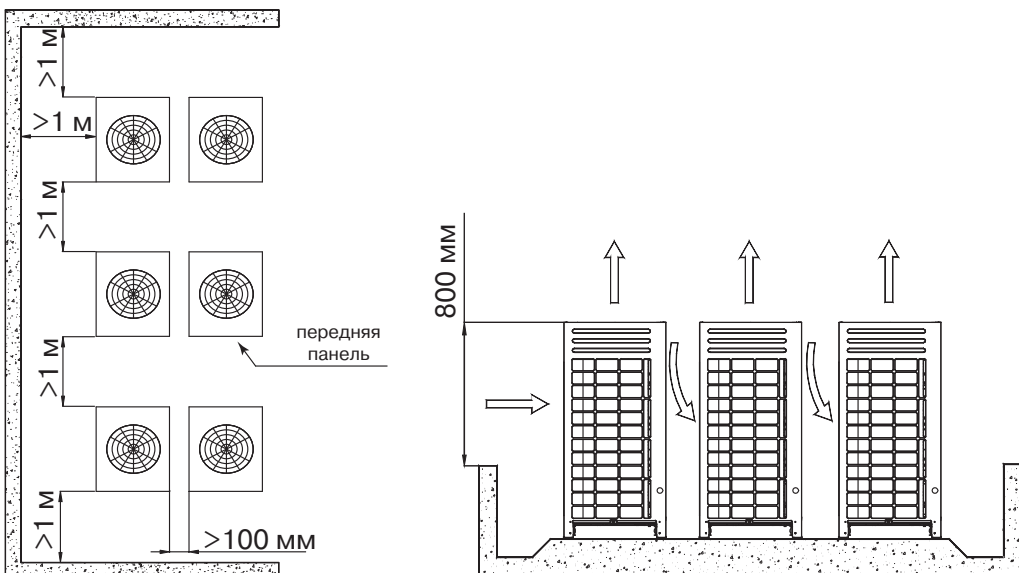 >1 м
>1 м
>1 м
>1 м
>1 м
>100 мм
передняя
панель
800 мм